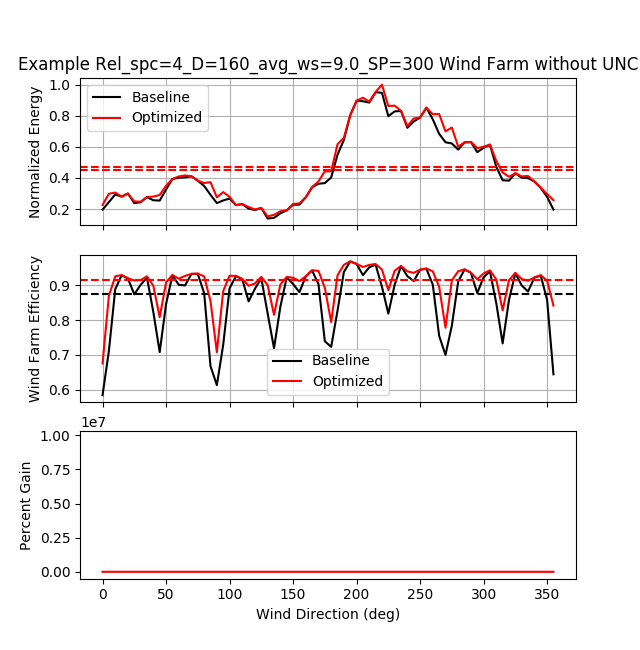 Example Rel_spc=4_D=160_avg_ws=9.0_SP=300 Wind Farm without UNC
Normalized Energy
1.0
0.8
0.6
0.4
0.2
Baseline
Optimized
Wind Farm Efficiency
0.9
0.8
0.7
0.6
Baseline
Optimized
1e7
Percent Gain
1.00
0.75
0.50
0.25
0.00
0 50 100 150 200 250 300 350
Wind Direction (deg)